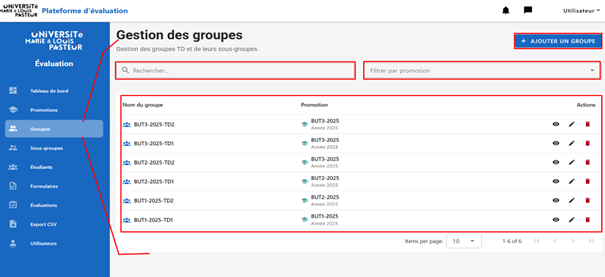 UNIVERSITé
MARIE & LOUIS
PASTEUR
Plateforme d'évaluation
Utilisateur
UNIVERSITé
MARIE & LOUIS
PASTEUR
Évaluation
Tableau de bord
Promotions
Groupes
Sous-groupes
Étudiants
Formulaires
Évaluations
Export CSV
Utilisateurs
Gestion des groupes
Gestion des groupes TD et de leurs sous-groupes
+ AJOUTER UN GROUPE
Rechercher...
Filtrer par promotion
Nom du groupe Promotion Actions
BUT3-2025-TD2 BUT3-2025
Année 2025
BUT3-2025-TD1 BUT3-2025
Année 2025
BUT2-2025-TD2 BUT3-2025
Année 2025
BUT2-2025-TD1 BUT2-2025
Année 2025
BUT1-2025-TD2 BUT2-2025
Année 2025
BUT1-2025-TD1 BUT1-2025
Année 2025
Items per page: 10 1-6 of 6